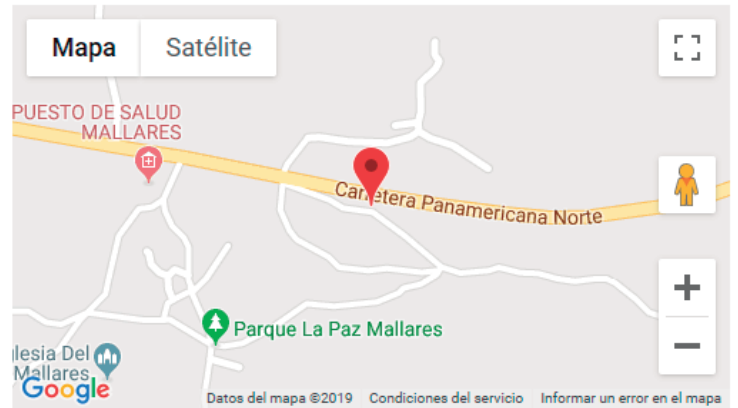 Mapa Satélite
PUESTO DE SALUD
MALLARES
Carretera Panamericana Norte
Parque La Paz Mallares
lesia Del
Mallares
Google
Datos del mapa ©2019 Condiciones del servicio Informar un error en el mapa